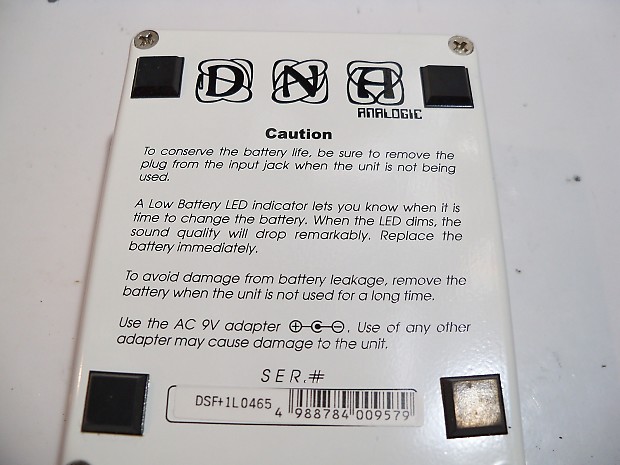 DNA
ANALOGIC
Caution
To conserve the battery life, be sure to remove the
plug from the input jack when the unit is not being
used.
A Low Battery LED indicator lets you know when it is
time to change the battery. When the LED dims, the
sound quality will drop remarkably. Replace the
battery immediately.
To avoid damage from battery leakage, remove the
battery when the unit is not used for a long time.
Use the AC 9V adapter ⊕-C-⊖. Use of any other
adapter may cause damage to the unit.
SER.#
DSF+1L0465
4 988784 009579